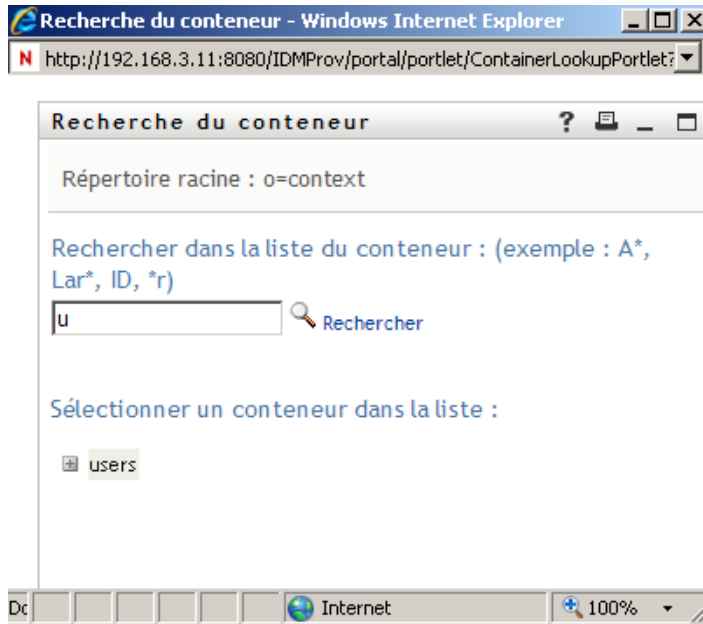 Recherche du conteneur - Windows Internet Explorer
N http://192.168.3.11:8080/IDMProv/portal/portlet/ContainerLookupPortlet?
Recherche du conteneur
Répertoire racine : o=context
Rechercher dans la liste du conteneur : (exemple : A*,
Lar*, ID, *r)
u
Rechercher
Sélectionner un conteneur dans la liste :
users
Internet
100%